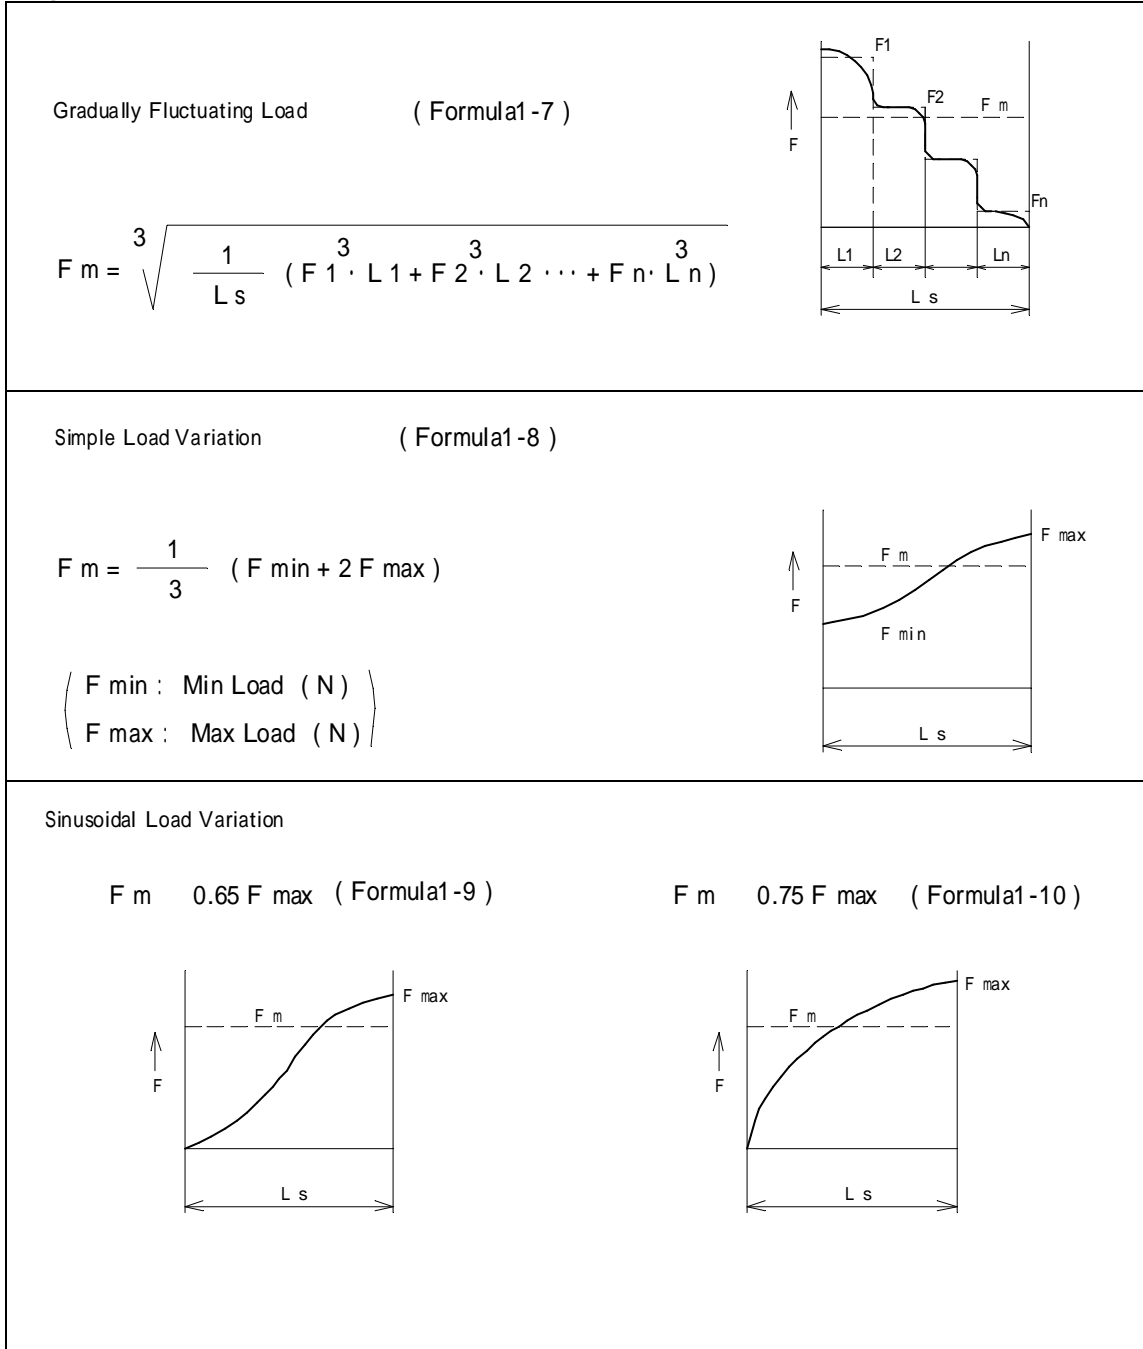 Gradually Fluctuating Load ( Formula1-7 )
F m = 3√ 1/L s ( F 1³ · L 1 + F 2³ · L 2 ··· + F n · L n³ )
F1
F2
F m
F
Fn
L1 L2 Ln
L s
Simple Load Variation ( Formula1-8 )
F m = 1/3 ( F min + 2 F max )
F min : Min Load ( N )
F max : Max Load ( N )
F max
F m
F
F min
L s
Sinusoidal Load Variation
F m 0.65 F max ( Formula1-9 )
F max
F m
F
L s
F m 0.75 F max ( Formula1-10 )
F max
F m
F
L s